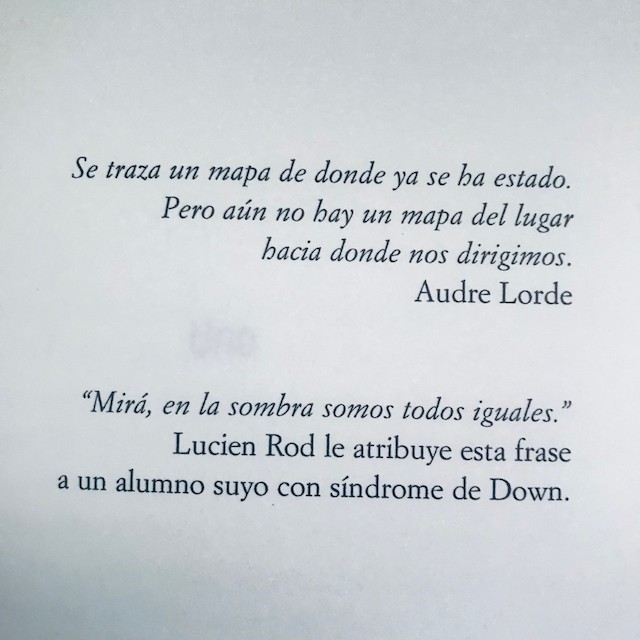 Se traza un mapa de donde ya se ha estado.
Pero aún no hay un mapa del lugar
hacia donde nos dirigimos.
Audre Lorde
“Mirá, en la sombra somos todos iguales.”
Lucien Rod le atribuye esta frase
a un alumno suyo con síndrome de Down.